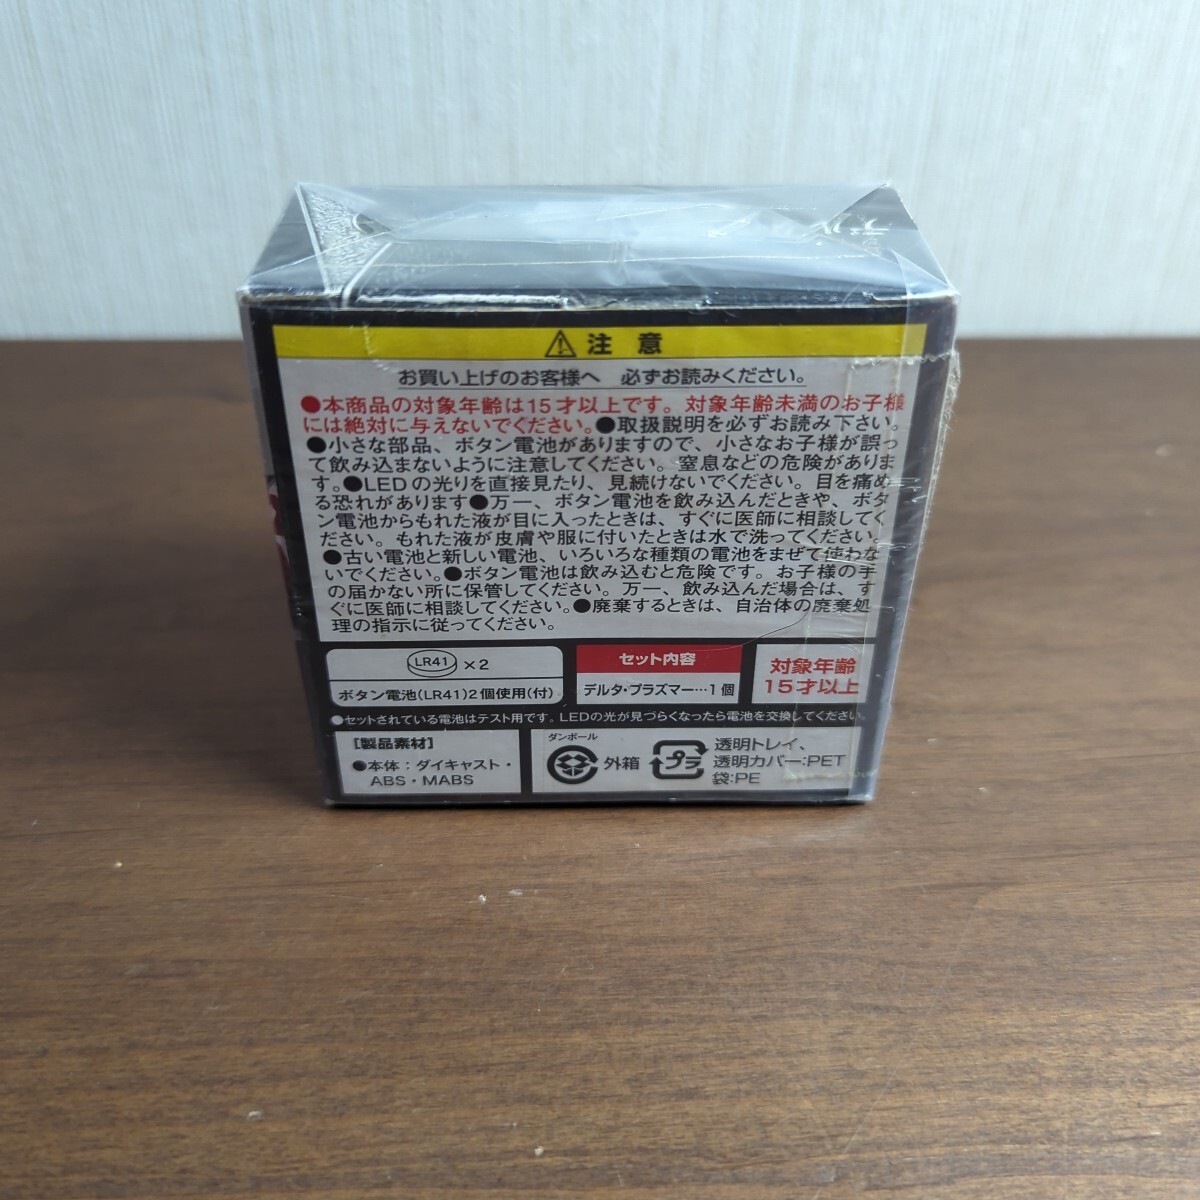 注意
お買い上げのお客様へ 必ずお読みください。
●本商品の対象年齢は15才以上です。対象年齢未満のお子様
には絶対に与えないでください。●取扱説明を必ずお読み下さい。
●小さな部品、ボタン電池がありますので、小さなお子様が誤っ
て飲み込まないように注意してください。窒息などの危険がありま
す。●LEDの光りを直接見たり、見続けないでください。目を痛め
る恐れがあります●万一、ボタン電池を飲み込んだときや、ボタ
ン電池からもれた液が目に入ったときは、すぐに医師に相談してく
ださい。もれた液が皮膚や服に付いたときは水で洗ってください。
●古い電池と新しい電池、いろいろな種類の電池をまぜて使わな
いでください。●ボタン電池は飲み込むと危険です。お子様の手
の届かない所に保管してください。万一、飲み込んだ場合は、す
ぐに医師に相談してください。●廃棄するときは、自治体の廃棄処
理の指示に従ってください。
LR41 ×2
ボタン電池(LR41)2個使用(付)
セット内容
デルタ・プラズマー…1個
対象年齢
15才以上
●セットされている電池はテスト用です。LEDの光が見づらくなったら電池を交換してください。
[製品素材]
●本体：ダイキャスト・
ABS・MABS
ダンボール
外箱
プラ
透明トレイ、
透明カバー:PET
袋:PE